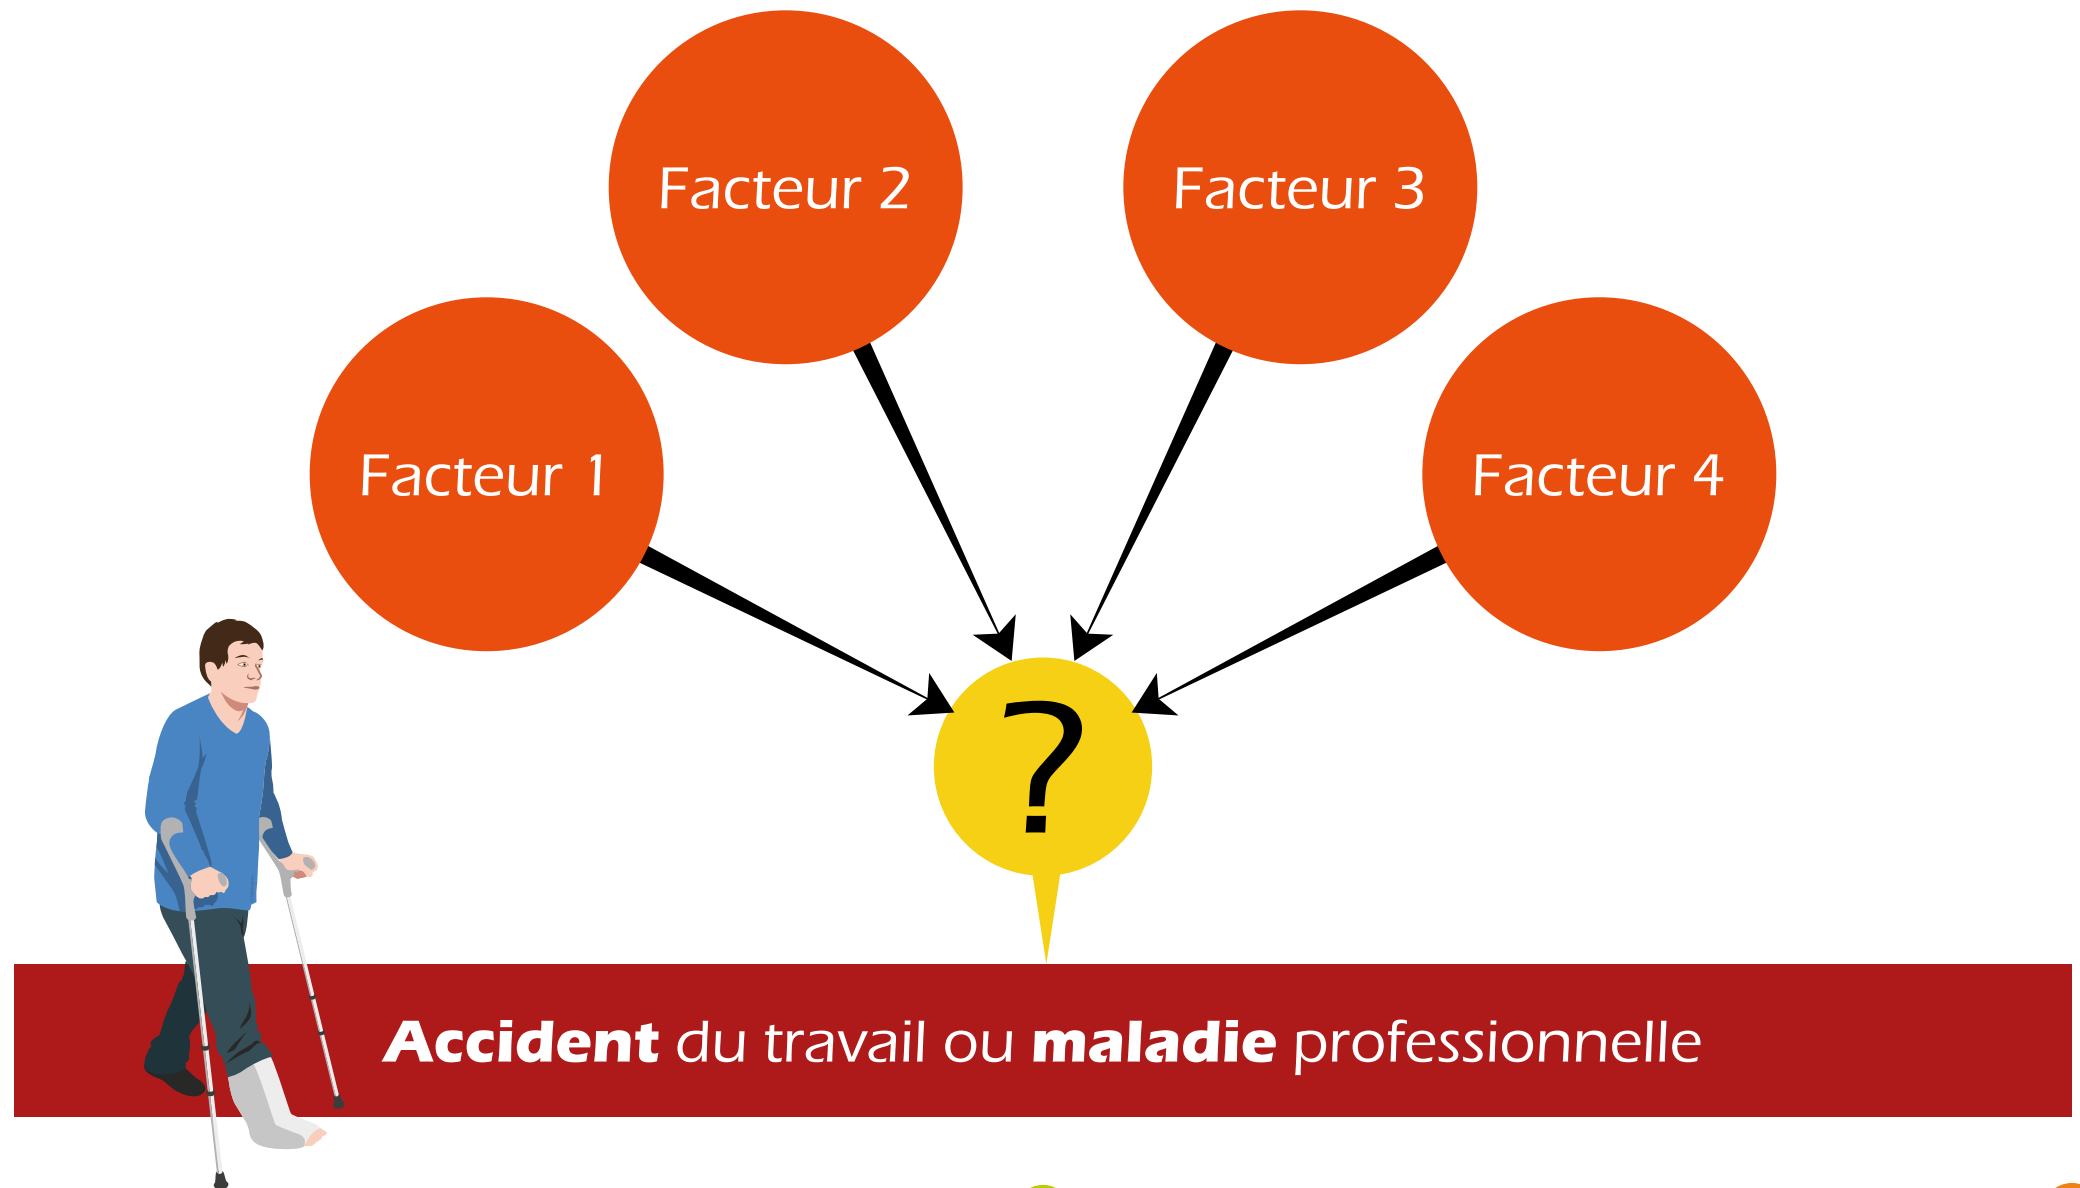 Facteur 2
Facteur 3
Facteur 1
Facteur 4
?
Accident du travail ou maladie professionnelle